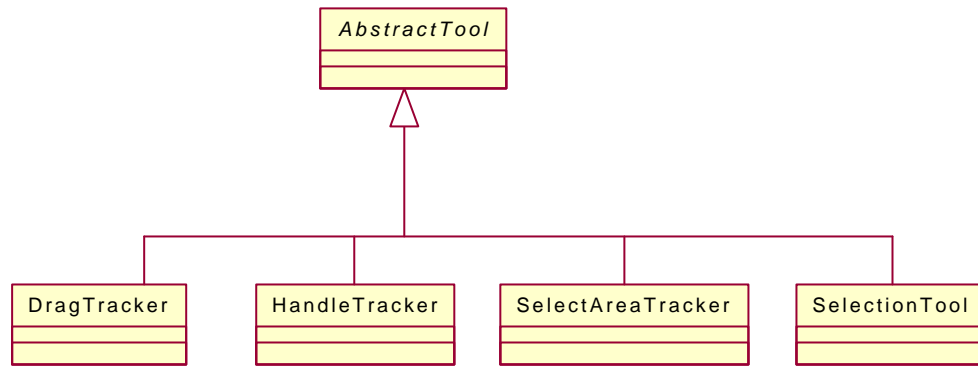 AbstractTool
DragTracker
HandleTracker
SelectAreaTracker
SelectionTool